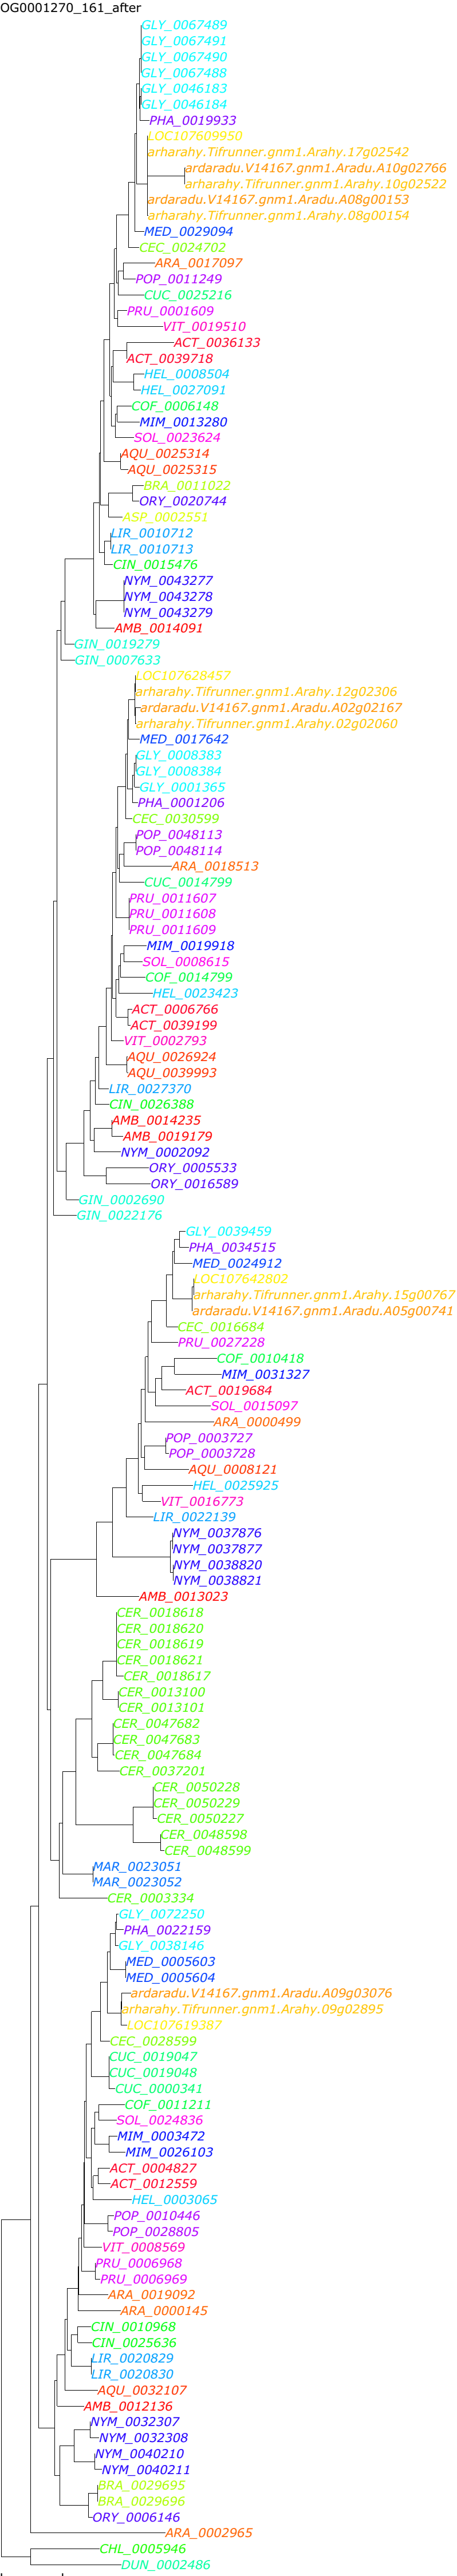 OG0001270_161_after
GLY_0067489
GLY_0067491
GLY_0067490
GLY_0067488
GLY_0046183
GLY_0046184
PHA_0019933
LOC107609950
arharahy.Tifrunner.gnm1.Arahy.17g02542
ardaradu.V14167.gnm1.Aradu.A10g02766
arharahy.Tifrunner.gnm1.Arahy.10g02522
ardaradu.V14167.gnm1.Aradu.A08g00153
arharahy.Tifrunner.gnm1.Arahy.08g00154
MED_0029094
CEC_0024702
ARA_0017097
POP_0011249
CUC_0025216
PRU_0001609
VIT_0019510
ACT_0036133
ACT_0039718
HEL_0008504
HEL_0027091
COF_0006148
MIM_0013280
SOL_0023624
AQU_0025314
AQU_0025315
BRA_0011022
ORY_0020744
ASP_0002551
LIR_0010712
LIR_0010713
CIN_0015476
NYM_0043277
NYM_0043278
NYM_0043279
AMB_0014091
GIN_0019279
GIN_0007633
LOC107628457
arharahy.Tifrunner.gnm1.Arahy.12g02306
ardaradu.V14167.gnm1.Aradu.A02g02167
arharahy.Tifrunner.gnm1.Arahy.02g02060
MED_0017642
GLY_0008383
GLY_0008384
GLY_0001365
PHA_0001206
CEC_0030599
POP_0048113
POP_0048114
ARA_0018513
CUC_0014799
PRU_0011607
PRU_0011608
PRU_0011609
MIM_0019918
SOL_0008615
COF_0014799
HEL_0023423
ACT_0006766
ACT_0039199
VIT_0002793
AQU_0026924
AQU_0039993
LIR_0027370
CIN_0026388
AMB_0014235
AMB_0019179
NYM_0002092
ORY_0005533
ORY_0016589
GIN_0002690
GIN_0022176
GLY_0039459
PHA_0034515
MED_0024912
LOC107642802
arharahy.Tifrunner.gnm1.Arahy.15g00767
ardaradu.V14167.gnm1.Aradu.A05g00741
CEC_0016684
PRU_0027228
COF_0010418
MIM_0031327
ACT_0019684
SOL_0015097
ARA_0000499
POP_0003727
POP_0003728
AQU_0008121
HEL_0025925
VIT_0016773
LIR_0022139
NYM_0037876
NYM_0037877
NYM_0038820
NYM_0038821
AMB_0013023
CER_0018618
CER_0018620
CER_0018619
CER_0018621
CER_0018617
CER_0013100
CER_0013101
CER_0047682
CER_0047683
CER_0047684
CER_0037201
CER_0050228
CER_0050229
CER_0050227
CER_0048598
CER_0048599
MAR_0023051
MAR_0023052
CER_0003334
GLY_0072250
PHA_0022159
GLY_0038146
MED_0005603
MED_0005604
ardaradu.V14167.gnm1.Aradu.A09g03076
arharahy.Tifrunner.gnm1.Arahy.09g02895
LOC107619387
CEC_0028599
CUC_0019047
CUC_0019048
CUC_0000341
COF_0011211
SOL_0024836
MIM_0003472
MIM_0026103
ACT_0004827
ACT_0012559
HEL_0003065
POP_0010446
POP_0028805
VIT_0008569
PRU_0006968
PRU_0006969
ARA_0019092
ARA_0000145
CIN_0010968
CIN_0025636
LIR_0020829
LIR_0020830
AQU_0032107
AMB_0012136
NYM_0032307
NYM_0032308
NYM_0040210
NYM_0040211
BRA_0029695
BRA_0029696
ORY_0006146
ARA_0002965
CHL_0005946
DUN_0002486